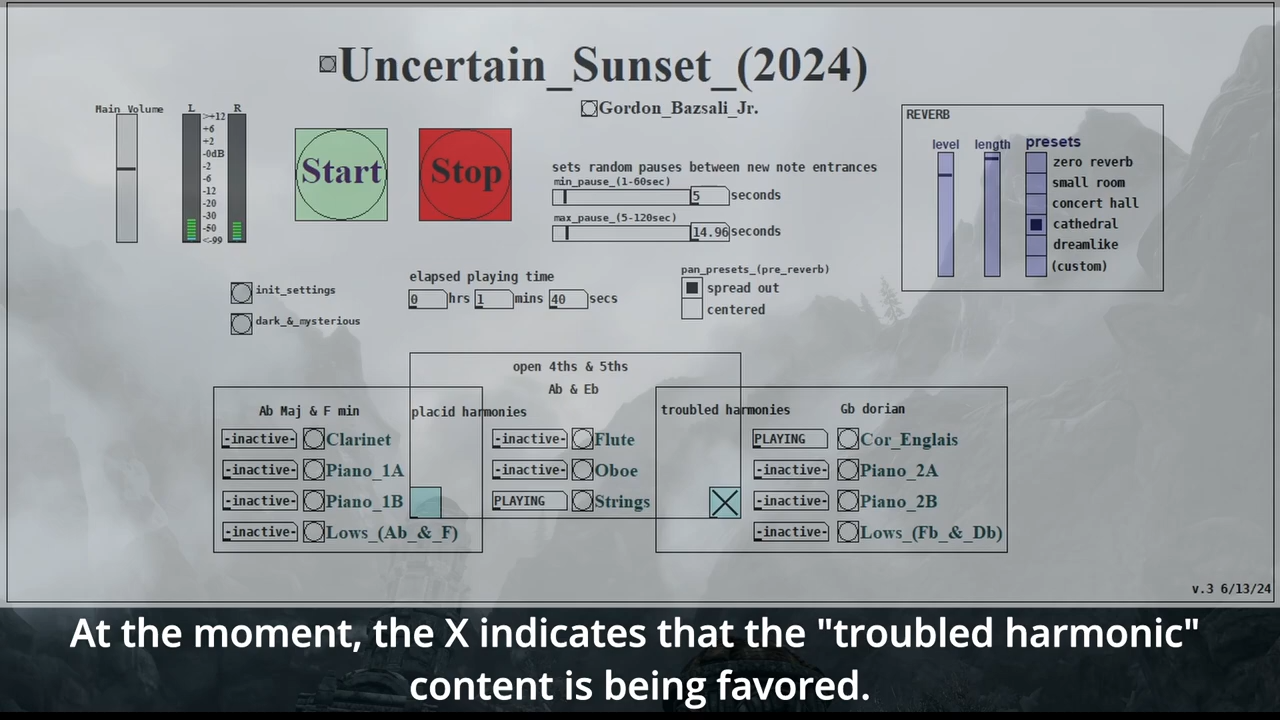 Uncertain_Sunset_(2024)
Gordon_Bazsali_Jr.
Main Volume
L R
>+12
+6
+2
-0dB
-2
-6
-12
-20
-30
-50
<-99
Start
Stop
sets random pauses between new note entrances
min_pause_(1-60sec)
5 seconds
max_pause_(5-120sec)
14.96 seconds
REVERB
level length presets
zero reverb
small room
concert hall
cathedral
dreamlike
(custom)
init_settings
dark_&_mysterious
elapsed playing time
0 hrs 1 mins 40 secs
pan_presets_(pre_reverb)
spread out
centered
open 4ths & 5ths
Ab & Eb
Ab Maj & F min
placid harmonies
troubled harmonies
Gb dorian
-inactive- Clarinet
-inactive- Piano_1A
-inactive- Piano_1B
-inactive- Lows_(Ab_&_F)
-inactive- Flute
-inactive- Oboe
PLAYING Strings
PLAYING Cor_Englais
-inactive- Piano_2A
-inactive- Piano_2B
-inactive- Lows_(Fb_&_Db)
v.3 6/13/24
At the moment, the X indicates that the "troubled harmonic"
content is being favored.